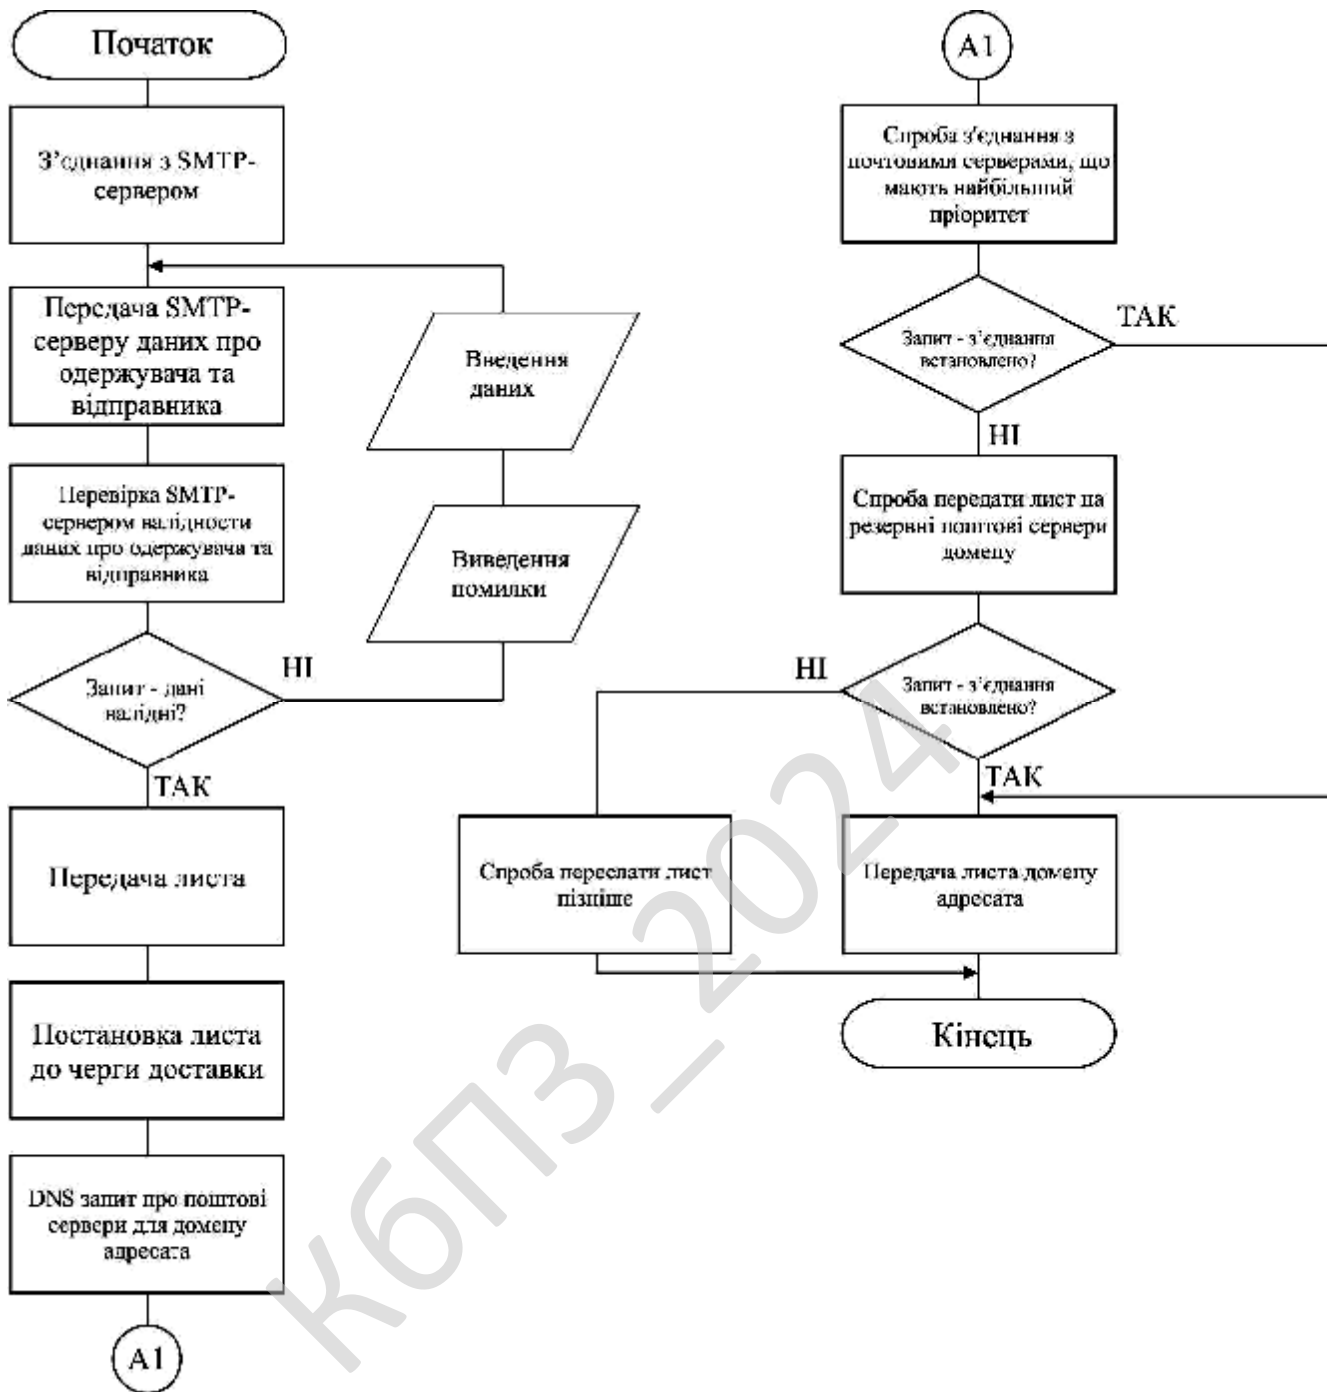 Початок
З'єднання з SMTP-
сервером
Передача SMTP-
серверу даних про
одержувача та
відправника
Перевірка SMTP-
сервером валідности
даних про одержувача та
відправника
Запит - дані
валідні?
НІ
ТАК
Введення
даних
Виведення
помилки
Передача листа
Постановка листа
до черги доставки
DNS запит про поштові
сервери для домену
адресата
А1
А1
Спроба з'єднання з
почтовими серверами, що
мають найбільший
пріоритет
Запит - з'єднання
встановлено?
ТАК
НІ
Спроба передати лист на
резервні поштові сервери
домену
Запит - з'єднання
встановлено?
НІ
ТАК
Спроба переслати лист
пізніше
Передача листа домену
адресата
Кінець
КбПЗ_2024